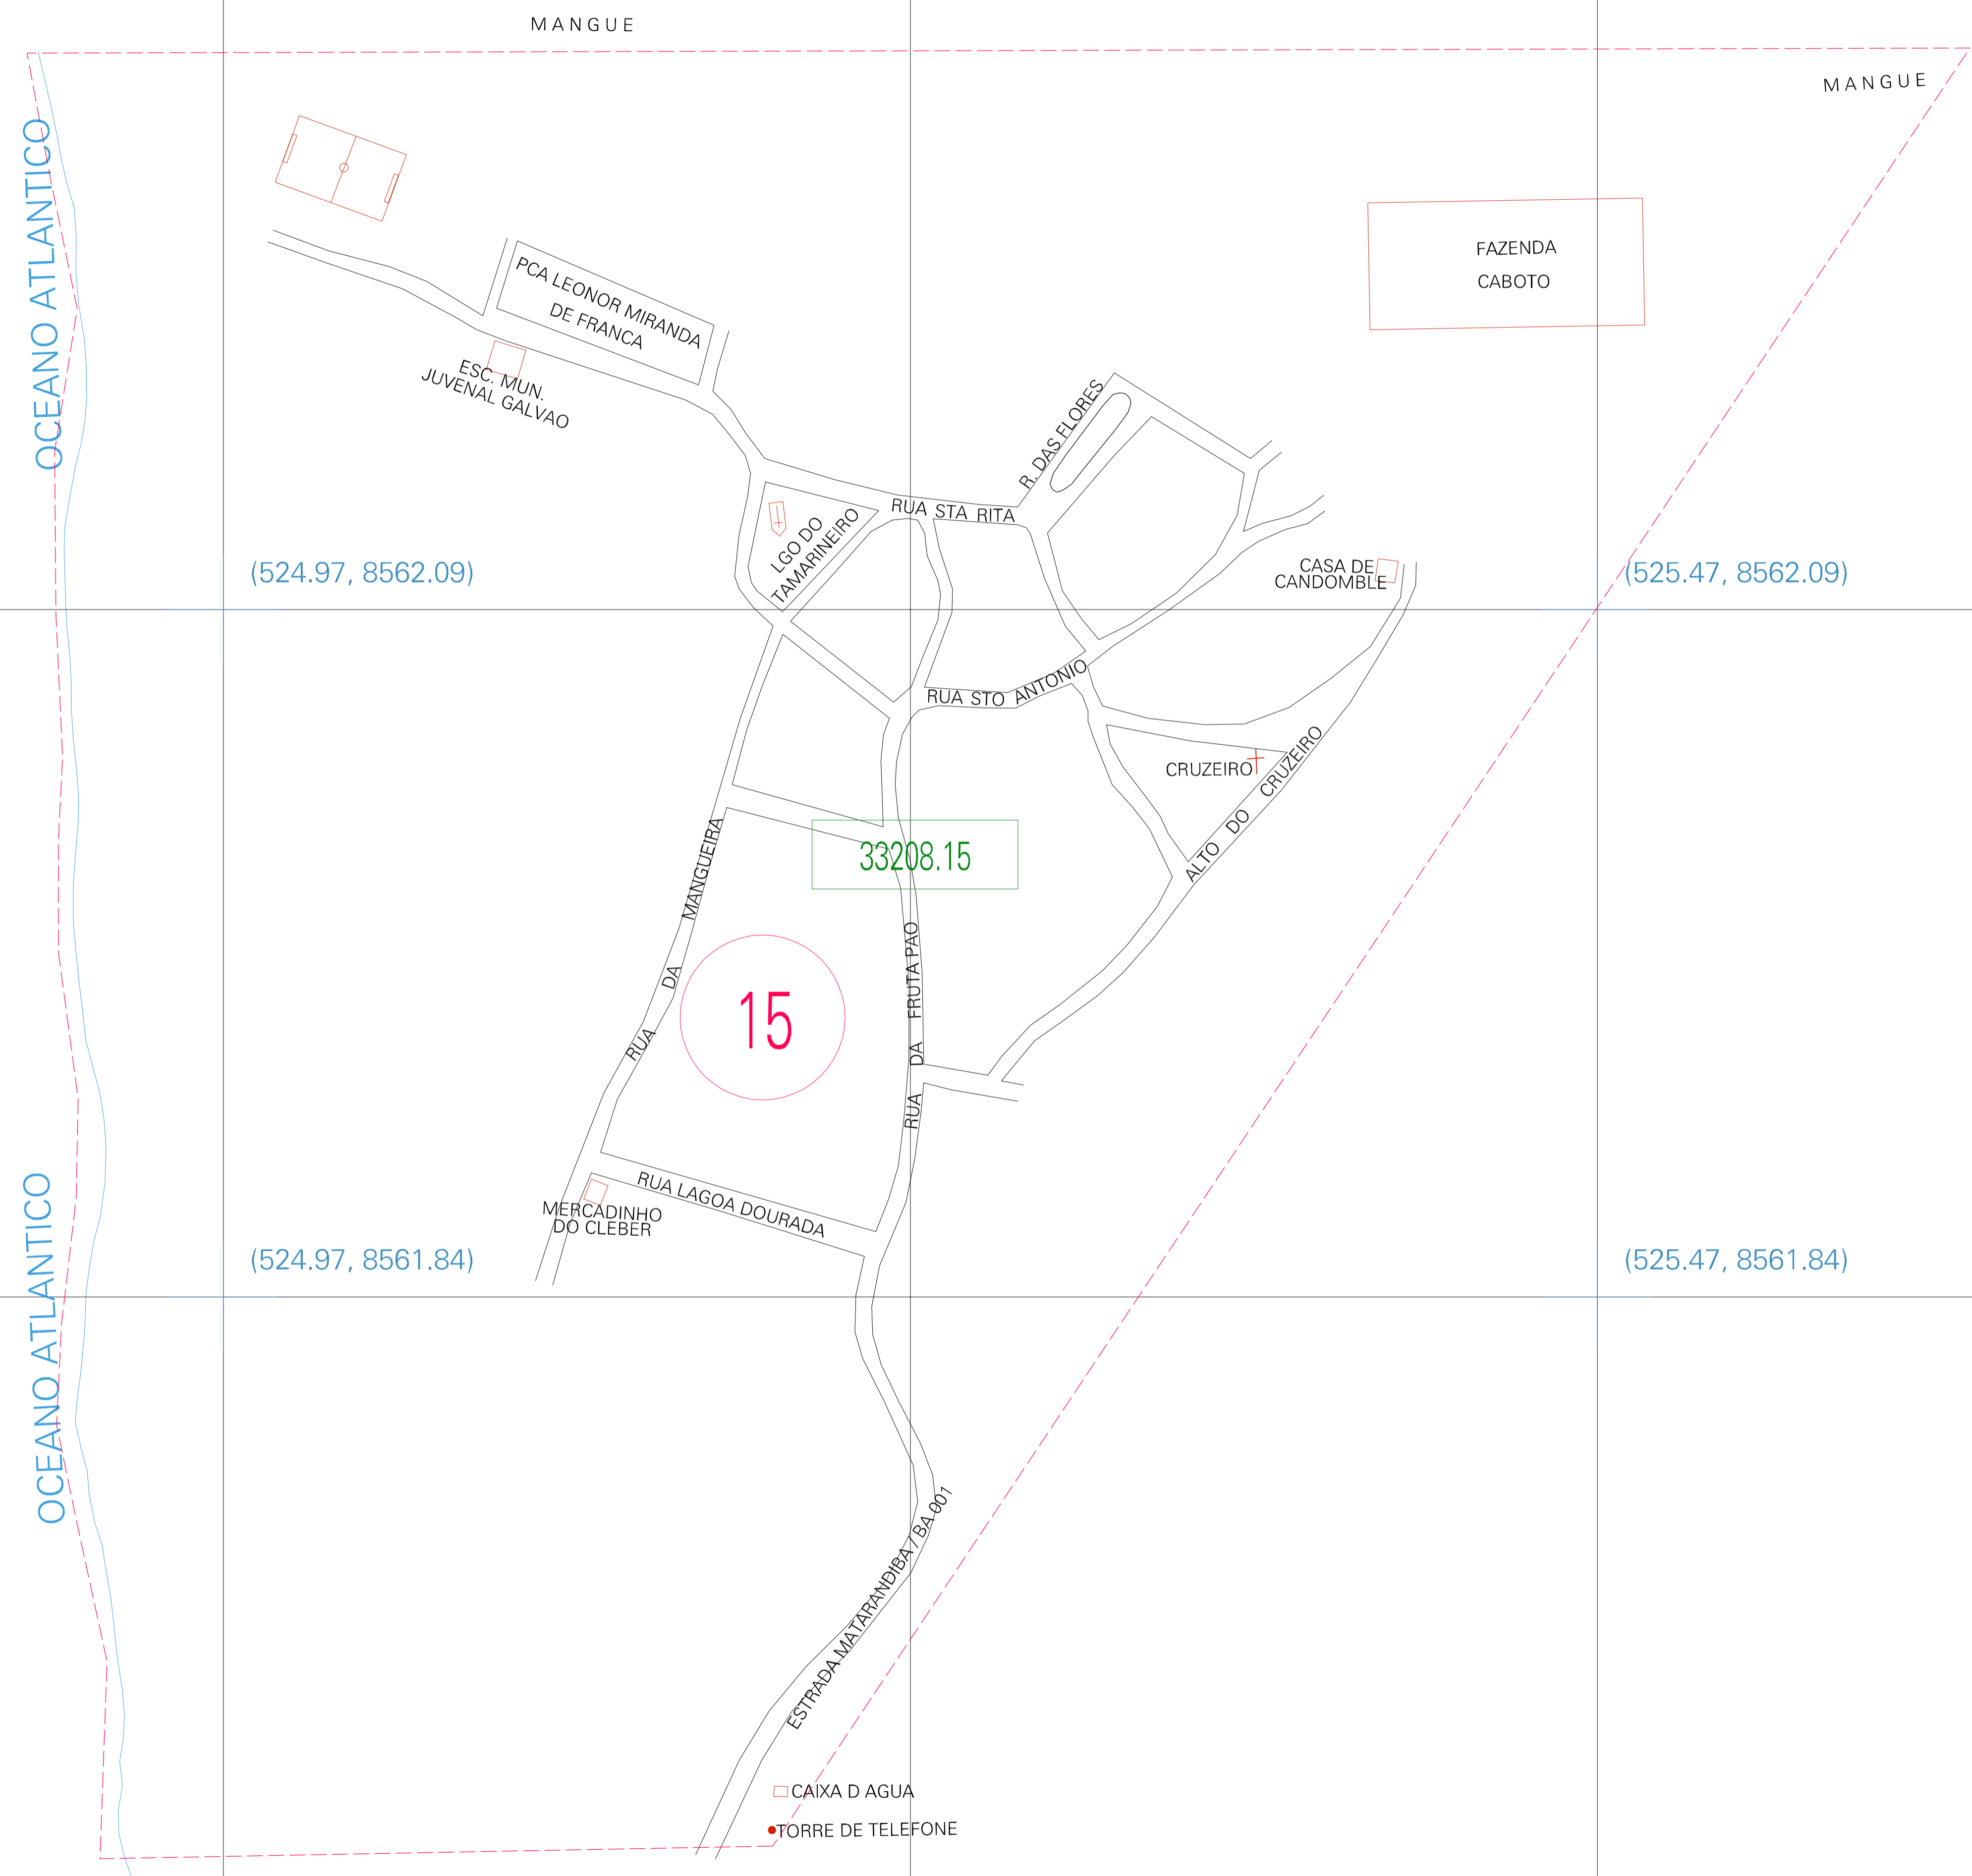 MANGUE
MANGUE
OCEANO ATLANTICO
FAZENDA
CABOTO
PCA LEONOR MIRANDA
DE FRANCA
ESC. MUN.
JUVENAL GALVAO
R. DAS FLORES
RUA STA RITA
LGO DO
TAMARINEIRO
CASA DE
CANDOMBLE
(524.97, 8562.09)
(525.47, 8562.09)
RUA STO ANTONIO
CRUZEIRO
ALTO DO CRUZEIRO
33208.15
RUA DA MANGUEIRA
15
RUA DA FRUTA PAO
RUA LAGOA DOURADA
MERCADINHO
DO CLEBER
OCEANO ATLANTICO
(524.97, 8561.84)
(525.47, 8561.84)
ESTRADA MATARANDIBA / BA 001
CAIXA D AGUA
TORRE DE TELEFONE